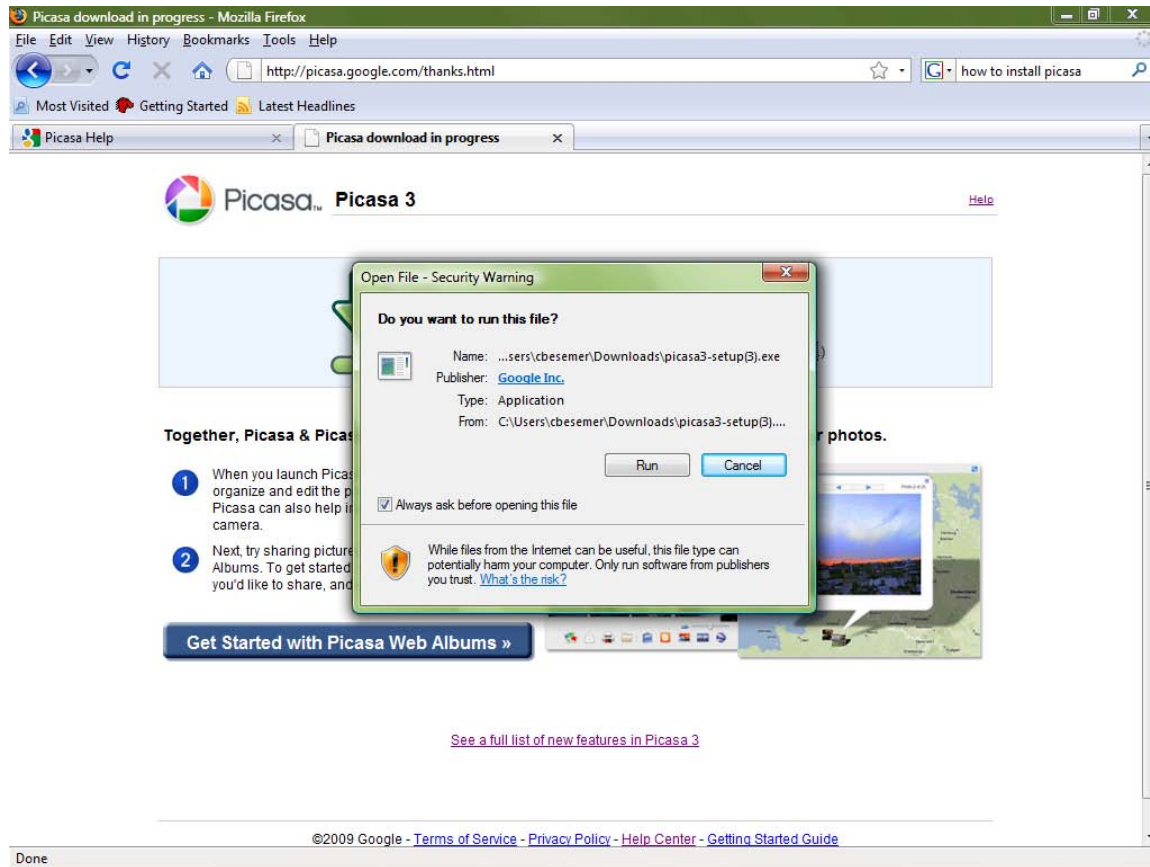 Picasa download in progress - Mozilla Firefox
File Edit View History Bookmarks Tools Help
http://picasa.google.com/thanks.html
how to install picasa
Most Visited Getting Started Latest Headlines
Picasa Help
Picasa download in progress
Picasa™ Picasa 3
Help
Open File - Security Warning
Do you want to run this file?
Name: ...sers\cbesemer\Downloads\picasa3-setup(3).exe
Publisher: Google Inc.
Type: Application
From: C:\Users\cbesemer\Downloads\picasa3-setup(3)....
Run Cancel
Always ask before opening this file
While files from the Internet can be useful, this file type can
potentially harm your computer. Only run software from publishers
you trust. What's the risk?
Together, Picasa & Picas
r photos.
1 When you launch Picas
organize and edit the p
Picasa can also help i
camera.
2 Next, try sharing picture
Albums. To get started
you'd like to share, and
Get Started with Picasa Web Albums »
See a full list of new features in Picasa 3
©2009 Google - Terms of Service - Privacy Policy - Help Center - Getting Started Guide
Done